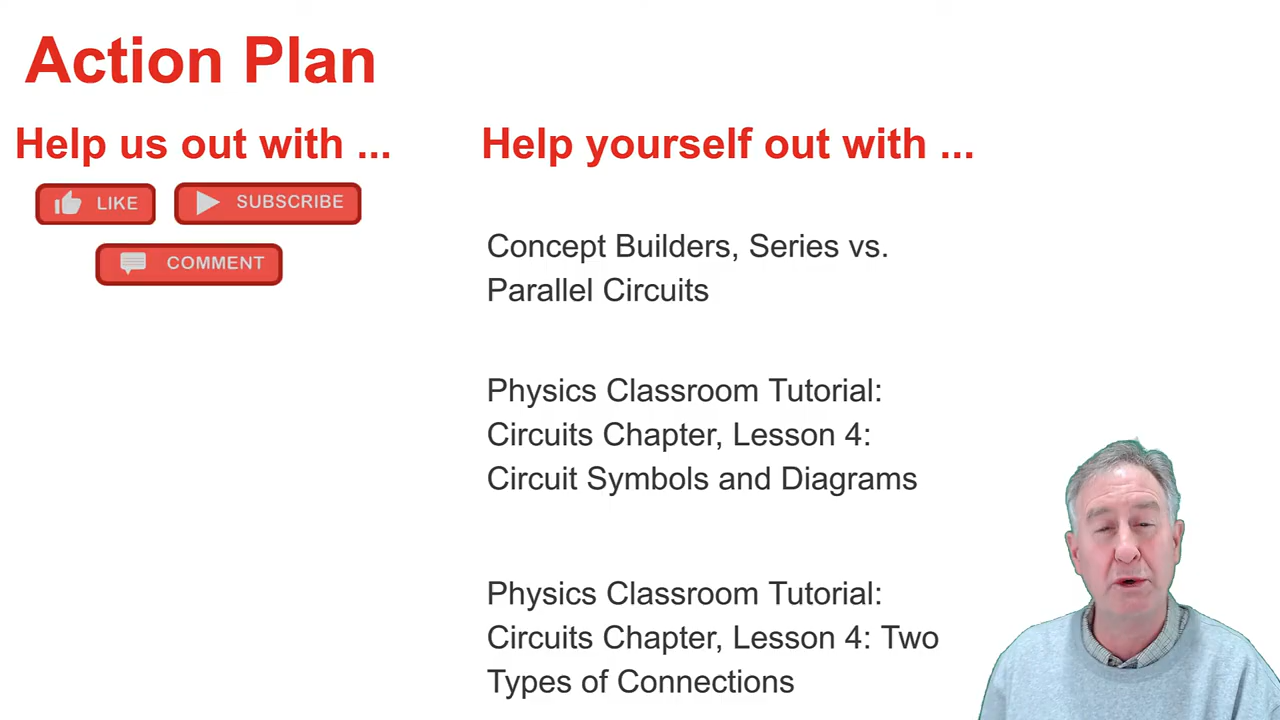 Action Plan
Help us out with ...
LIKE
SUBSCRIBE
COMMENT
Help yourself out with ...
Concept Builders, Series vs.
Parallel Circuits
Physics Classroom Tutorial:
Circuits Chapter, Lesson 4:
Circuit Symbols and Diagrams
Physics Classroom Tutorial:
Circuits Chapter, Lesson 4: Two
Types of Connections